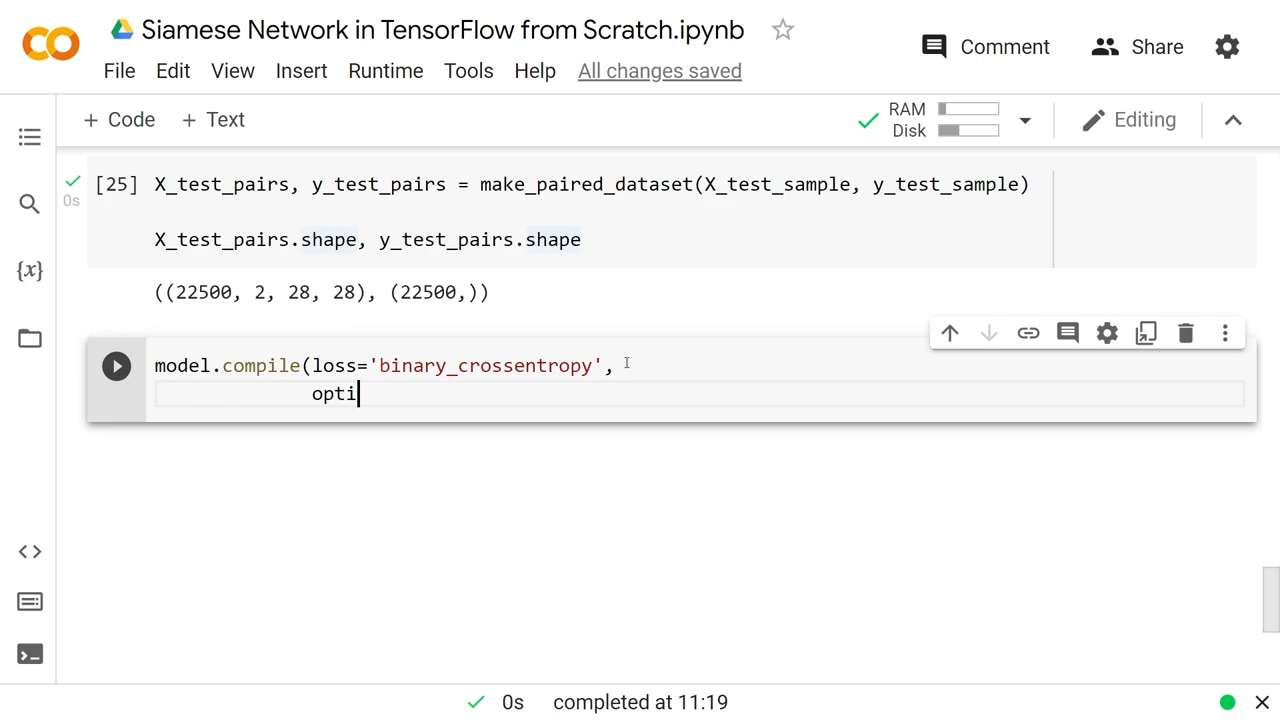 Siamese Network in TensorFlow from Scratch.ipynb
Comment
Share
File Edit View Insert Runtime Tools Help All changes saved
+ Code + Text
RAM
Disk
Editing
[25] X_test_pairs, y_test_pairs = make_paired_dataset(X_test_sample, y_test_sample)
0s
X_test_pairs.shape, y_test_pairs.shape
((22500, 2, 28, 28), (22500,))
{x}
model.compile(loss='binary_crossentropy',
opti
0s completed at 11:19